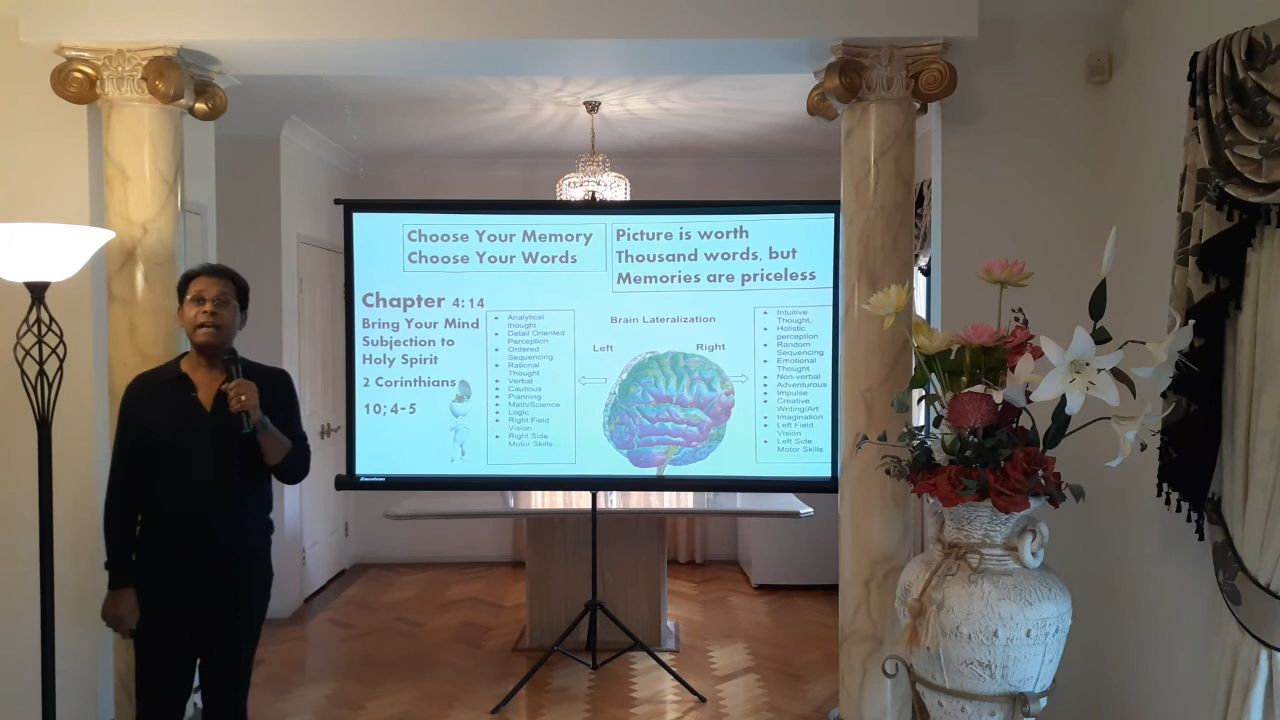 Choose Your Memory
Choose Your Words
Picture is worth
Thousand words, but
Memories are priceless
Chapter 4:14
Bring Your Mind
Subjection to
Holy Spirit
2 Corinthians
10;4-5
Analytical
thought
Detail Oriented
Perception
Ordered
Sequencing
Rational
Thought
Verbal
Cautious
Planning
Math/Science
Logic
Right Field
Vision
Right Side
Motor Skills
Brain Lateralization
Left
Right
Intuitive
Thought,
Holistic
perception
Random
Sequencing
Emotional
Thought
Non-verbal
Adventurous
Impulse
Creative
Writing/Art
Imagination
Left Field
Vision
Left Side
Motor Skills